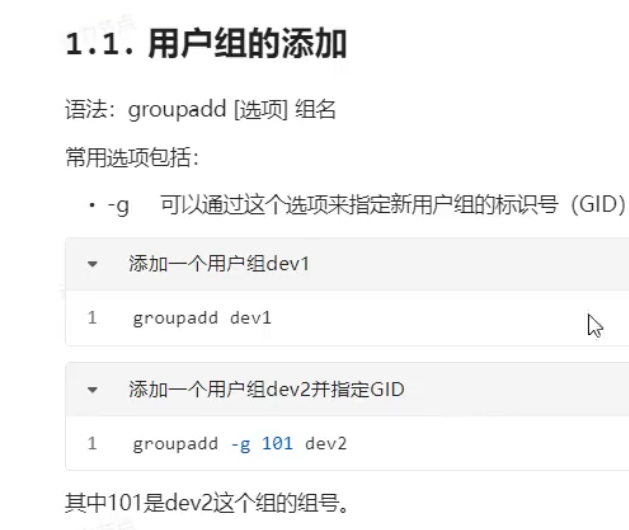 1.1. 用户组的添加
语法：groupadd [选项] 组名
常用选项包括：
• -g 可以通过这个选项来指定新用户组的标识号（GID）
添加一个用户组dev1
1 groupadd dev1
添加一个用户组dev2并指定GID
1 groupadd -g 101 dev2
其中101是dev2这个组的组号。